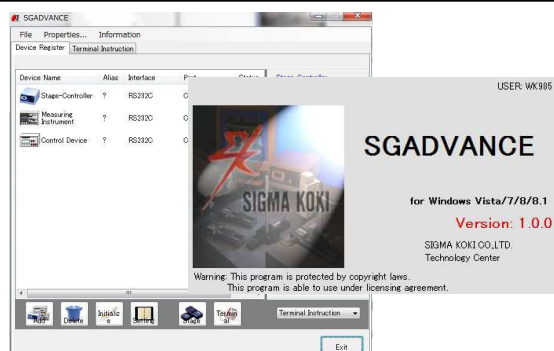 SGADVANCE
File Properties... Information
Device Register Terminal Instruction
Device Name Alias Interface
Stage-Controller ? RS232C
Measuring
Instrument ? RS232C
Control Device ? RS232C
USER: WK985
SGADVANCE
SIGMA KOKI
for Windows Vista/7/8/8.1
Version: 1.0.0
SIGMA KOKI CO.,LTD.
Technology Center
Warning: This program is protected by copyright laws.
This program is able to use under licensing agreement.
Add Delete Initializ
e Setting Stage Termin
al Terminal Instruction
Exit